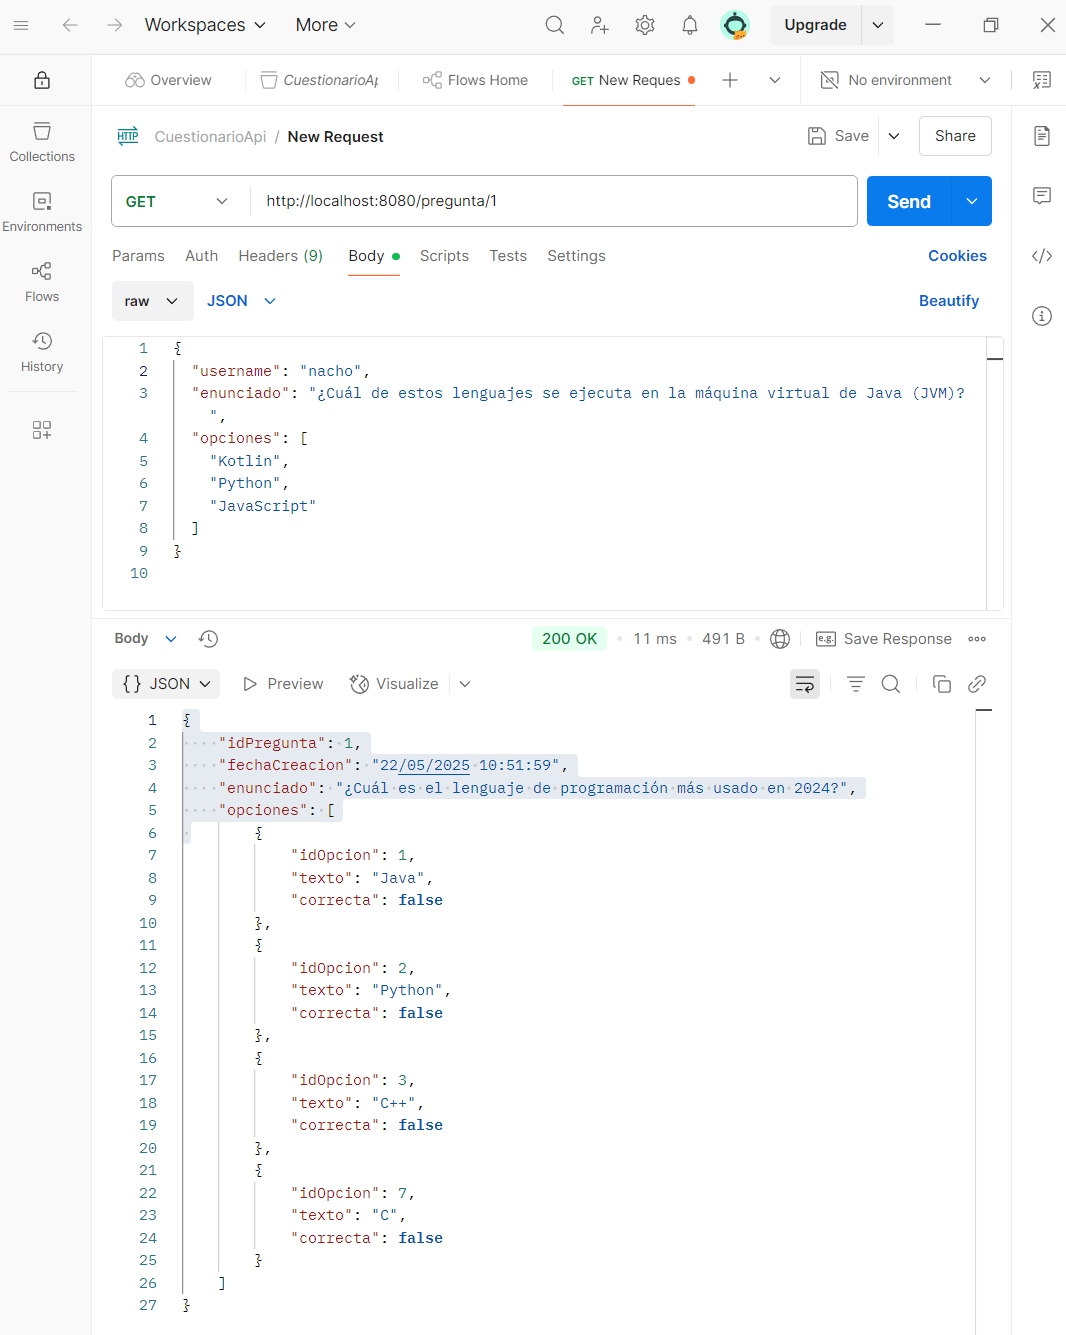 Workspaces More Upgrade
Overview CuestionarioAp Flows Home GET New Reques No environment
CuestionarioApi / New Request Save Share
Collections
Environments
Flows
History
GET http://localhost:8080/pregunta/1 Send
Params Auth Headers (9) Body Scripts Tests Settings Cookies
raw JSON Beautify
1 {
2 "username": "nacho",
3 "enunciado": "¿Cuál de estos lenguajes se ejecuta en la máquina virtual de Java (JVM)?
",
4 "opciones": [
5 "Kotlin",
6 "Python",
7 "JavaScript"
8 ]
9 }
10
Body 200 OK 11 ms 491 B e.g. Save Response
{} JSON Preview Visualize
1 {
2 "idPregunta": 1,
3 "fechaCreacion": "22/05/2025 10:51:59",
4 "enunciado": "¿Cuál es el lenguaje de programación más usado en 2024?",
5 "opciones": [
6 {
7 "idOpcion": 1,
8 "texto": "Java",
9 "correcta": false
10 },
11 {
12 "idOpcion": 2,
13 "texto": "Python",
14 "correcta": false
15 },
16 {
17 "idOpcion": 3,
18 "texto": "C++",
19 "correcta": false
20 },
21 {
22 "idOpcion": 7,
23 "texto": "C",
24 "correcta": false
25 }
26 ]
27 }